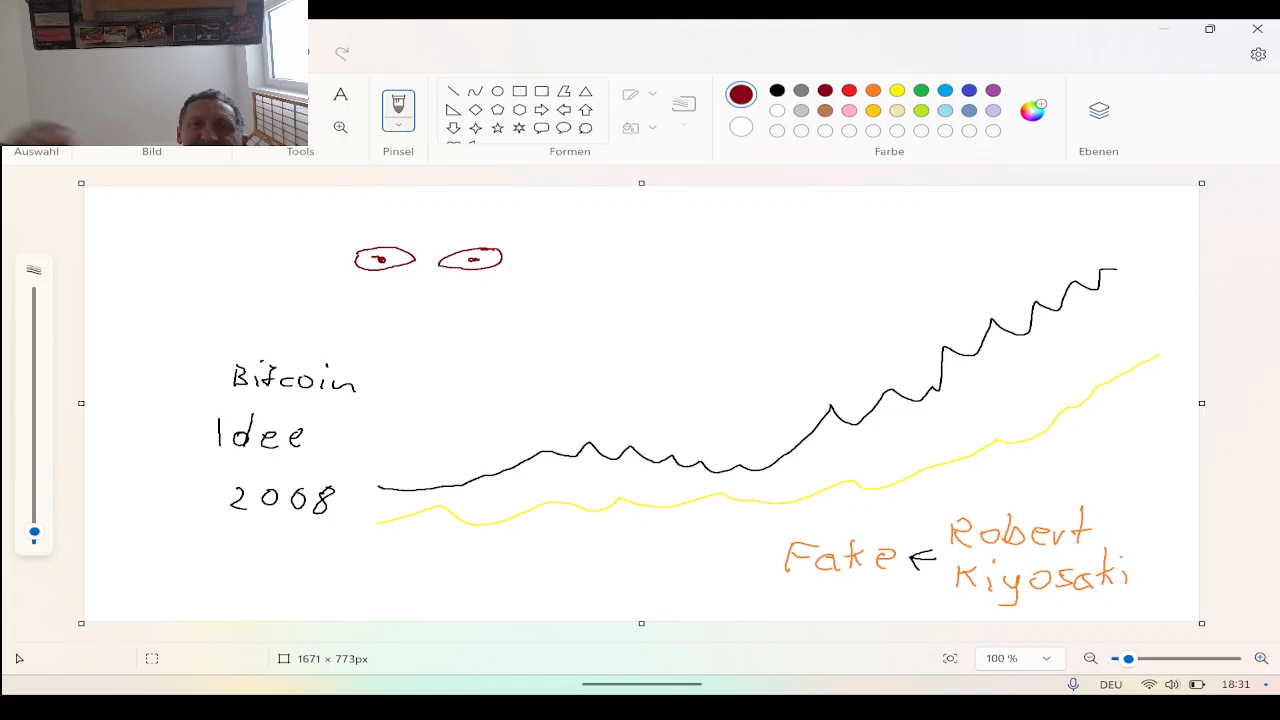 A
Auswahl
Bild
Tools
Pinsel
Formen
Farbe
Ebenen
Bitcoin
Idee
2008
Fake ← Robert
Kiyosaki
1671 × 773px
100 %
DEU
18:31